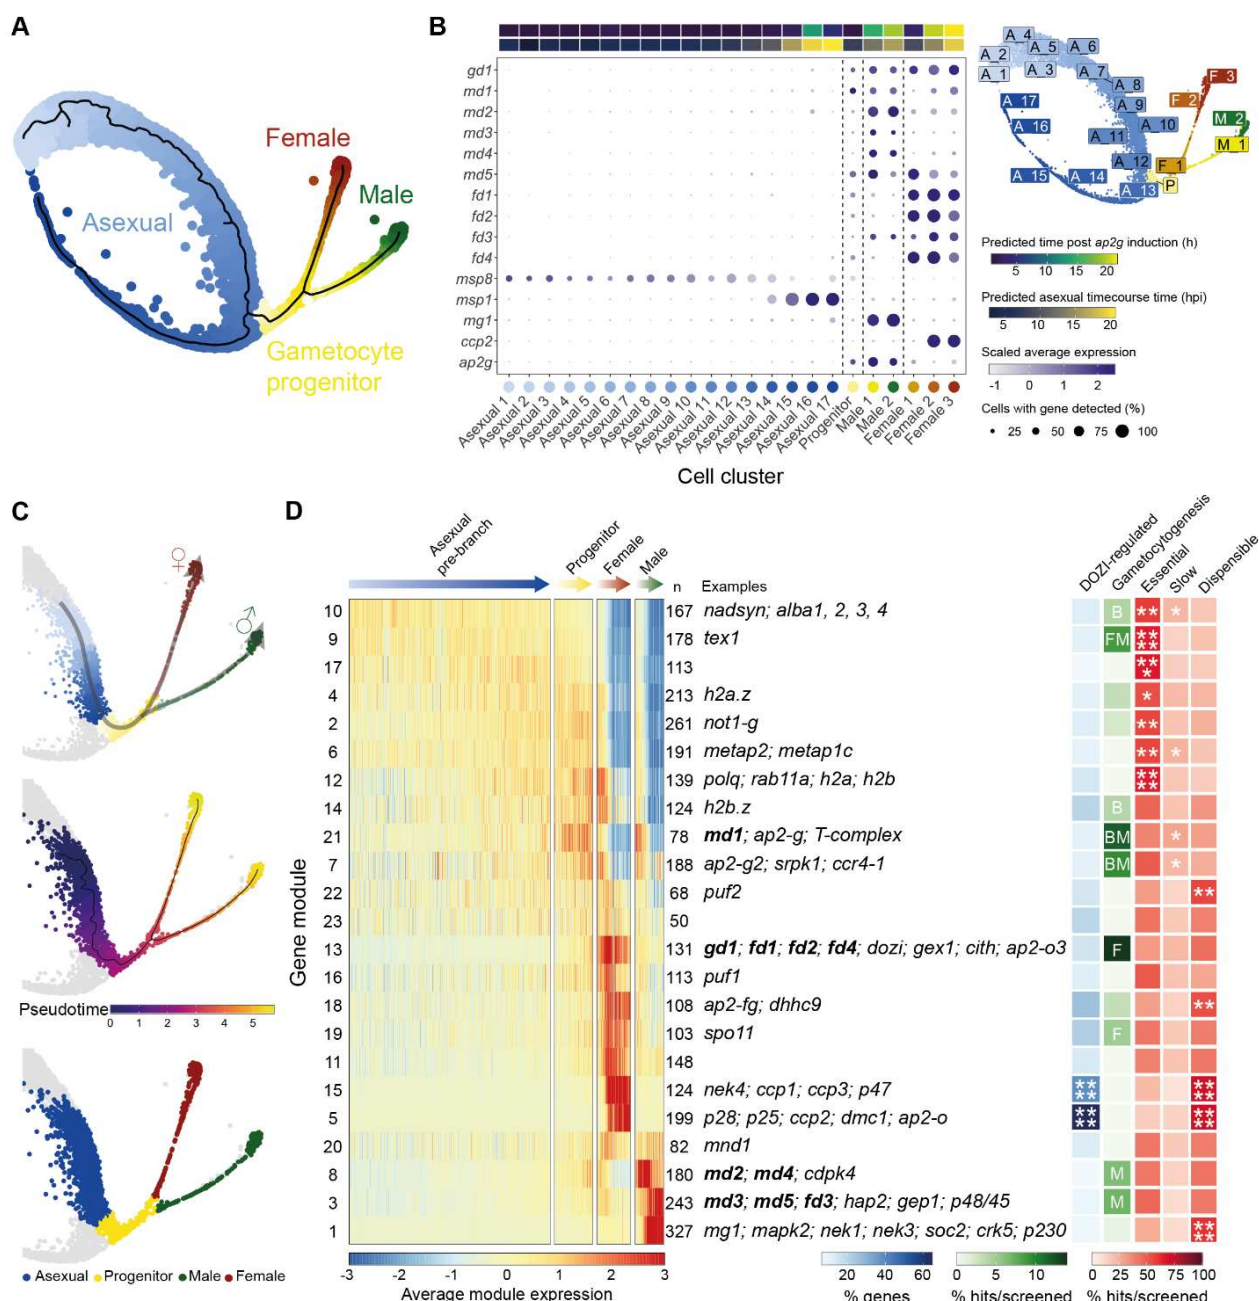 A
Female
Male
Asexual
Gametocyte
progenitor
B
gd1
md1
md2
md3
md4
md5
fd1
fd2
fd3
fd4
msp8
msp1
mg1
ccp2
ap2g
Asexual 1
Asexual 2
Asexual 3
Asexual 4
Asexual 5
Asexual 6
Asexual 7
Asexual 8
Asexual 9
Asexual 10
Asexual 11
Asexual 12
Asexual 13
Asexual 14
Asexual 15
Asexual 16
Asexual 17
Progenitor
Male 1
Male 2
Female 1
Female 2
Female 3
Cell cluster
A_4
A_2
A_5
A_6
A_1
A_3
A_7
A_8
F_3
A_17
A_9
F_2
M_2
A_16
A_10
A_11
M_1
A_12
F_1
A_15
A_14
A_13
P
Predicted time post ap2g induction (h)
5 10 15 20
Predicted asexual timecourse time (hpi)
5 10 15 20
Scaled average expression
-1 0 1 2
Cells with gene detected (%)
25 50 75 100
C
♀
♂
Pseudotime
0 1 2 3 4 5
Asexual Progenitor Male Female
D
Asexual
pre-branch
Progenitor
Female
Male
n Examples
DOZI-regulated
Gametocytogenesis
Essential
Slow
Dispensible
Gene module
10 167 nadsyn; alba1, 2, 3, 4 B ** *
9 178 tex1 FM ****
17 113 ***
4 213 h2a.z *
2 261 not1-g **
6 191 metap2; metap1c ** *
12 139 polq; rab11a; h2a; h2b ****
14 124 h2b.z B
21 78 md1; ap2-g; T-complex BM *
7 188 ap2-g2; srpk1; ccr4-1 BM *
22 68 puf2 **
23 50
13 131 gd1; fd1; fd2; fd4; dozi; gex1; cith; ap2-o3 F
16 113 puf1
18 108 ap2-fg; dhhc9 **
19 103 spo11 F
11 148
15 124 nek4; ccp1; ccp3; p47 **** ****
5 199 p28; p25; ccp2; dmc1; ap2-o **** ****
20 82 mnd1
8 180 md2; md4; cdpk4 M
3 243 md3; md5; fd3; hap2; gep1; p48/45 M
1 327 mg1; mapk2; nek1; nek3; soc2; crk5; p230 ****
-3 -2 -1 0 1 2 3
Average module expression
20 40 60
% genes
0 5 10
% hits/screened
0 25 50 75 100
% hits/screened